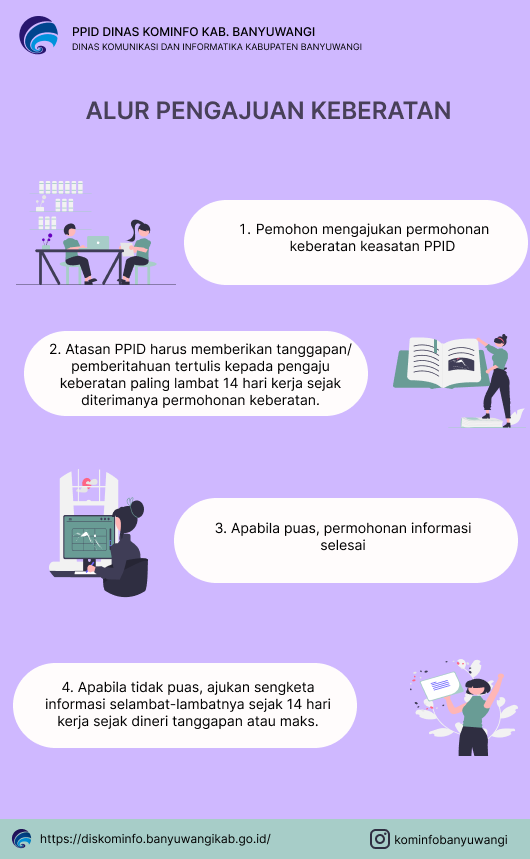 PPID DINAS KOMINFO KAB. BANYUWANGI
DINAS KOMUNIKASI DAN INFORMATIKA KABUPATEN BANYUWANGI
ALUR PENGAJUAN KEBERATAN
1. Pemohon mengajukan permohonan
keberatan keasatan PPID
2. Atasan PPID harus memberikan tanggapan/
pemberitahuan tertulis kepada pengaju
keberatan paling lambat 14 hari kerja sejak
diterimanya permohonan keberatan.
3. Apabila puas, permohonan informasi
selesai
4. Apabila tidak puas, ajukan sengketa
informasi selambat-lambatnya sejak 14 hari
kerja sejak dineri tanggapan atau maks.
https://diskominfo.banyuwangikab.go.id/
kominfobanyuwangi